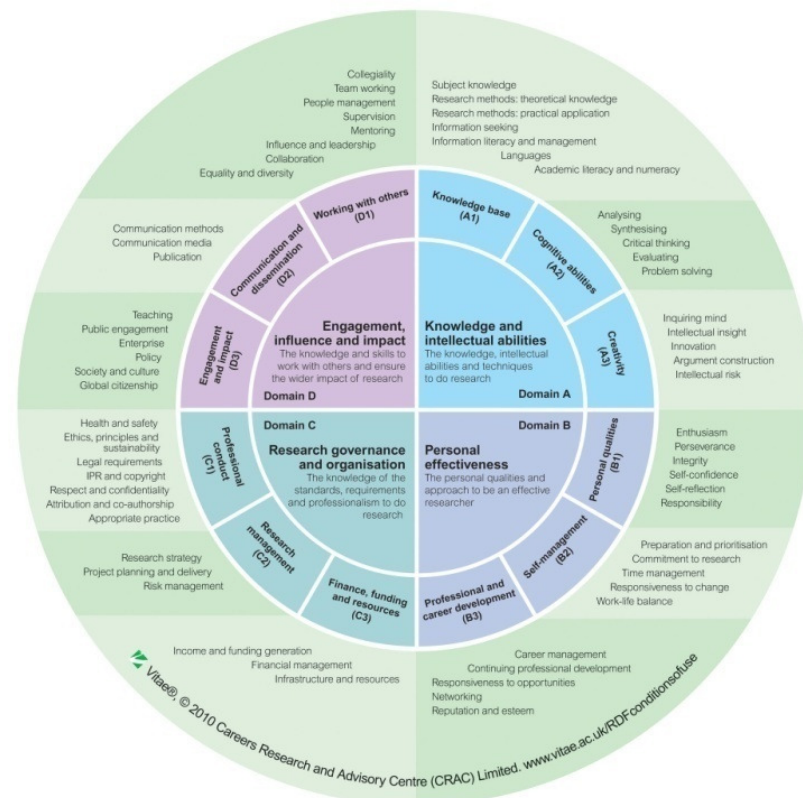 Collegiality
Team working
People management
Supervision
Mentoring
Influence and leadership
Collaboration
Equality and diversity
Subject knowledge
Research methods: theoretical knowledge
Research methods: practical application
Information seeking
Information literacy and management
Languages
Academic literacy and numeracy
Working with others
(D1)
Knowledge base
(A1)
Communication methods
Communication media
Publication
Communication and
dissemination
(D2)
Cognitive abilities
(A2)
Analysing
Synthesising
Critical thinking
Evaluating
Problem solving
Teaching
Public engagement
Enterprise
Policy
Society and culture
Global citizenship
Engagement
and impact
(D3)
Engagement,
influence and impact
The knowledge and skills to
work with others and ensure
the wider impact of research
Domain D
Knowledge and
intellectual abilities
The knowledge, intellectual
abilities and techniques
to do research
Domain A
Creativity
(A3)
Inquiring mind
Intellectual insight
Innovation
Argument construction
Intellectual risk
Health and safety
Ethics, principles and
sustainability
Legal requirements
IPR and copyright
Respect and confidentiality
Attribution and co-authorship
Appropriate practice
Professional
conduct
(C1)
Domain C
Research governance
and organisation
The knowledge of the
standards, requirements
and professionalism to do
research
Domain B
Personal
effectiveness
The personal qualities and
approach to be an effective
researcher
Personal qualities
(B1)
Enthusiasm
Perseverance
Integrity
Self-confidence
Self-reflection
Responsibility
Research strategy
Project planning and delivery
Risk management
Research
management
(C2)
Self-management
(B2)
Preparation and prioritisation
Commitment to research
Time management
Responsiveness to change
Work-life balance
Finance, funding
and resources
(C3)
Professional and
career development
(B3)
Income and funding generation
Financial management
Infrastructure and resources
Career management
Continuing professional development
Responsiveness to opportunities
Networking
Reputation and esteem
Vitae®, © 2010 Careers Research and Advisory Centre (CRAC) Limited. www.vitae.ac.uk/RDFconditionsofuse